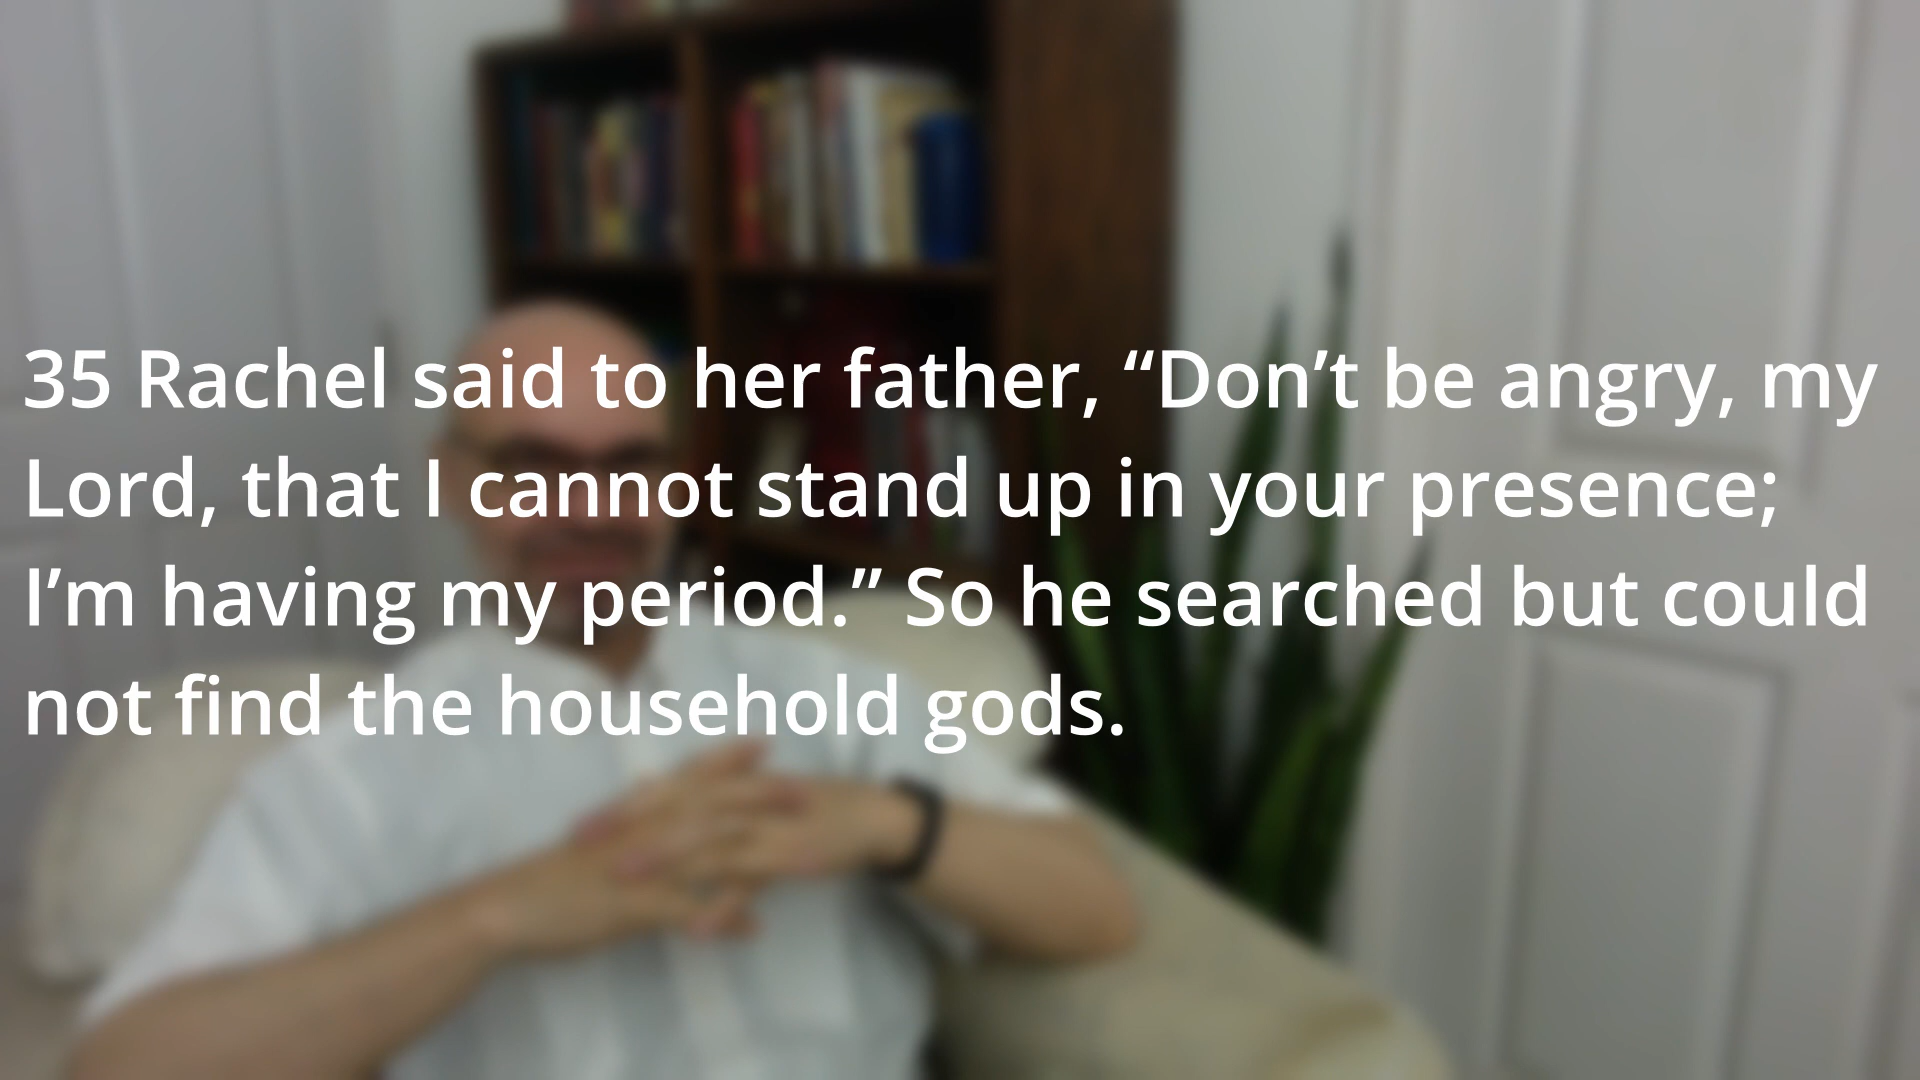 35 Rachel said to her father, “Don’t be angry, my
Lord, that I cannot stand up in your presence;
I’m having my period.” So he searched but could
not find the household gods.